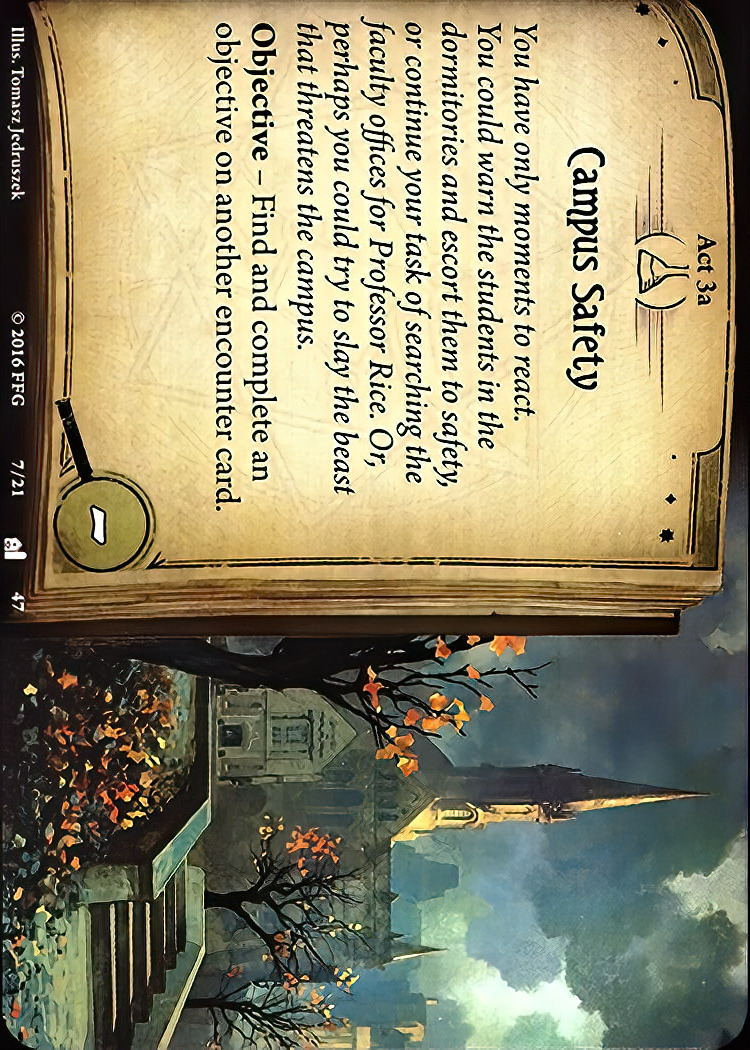 Act 3a
Campus Safety
You have only moments to react.
You could warn the students in the
dormitories and escort them to safety,
or continue your task of searching the
faculty offices for Professor Rice. Or,
perhaps you could try to slay the beast
that threatens the campus.
Objective – Find and complete an
objective on another encounter card.
–
Illus. Tomasz Jedruszek © 2016 FFG 7/21 47